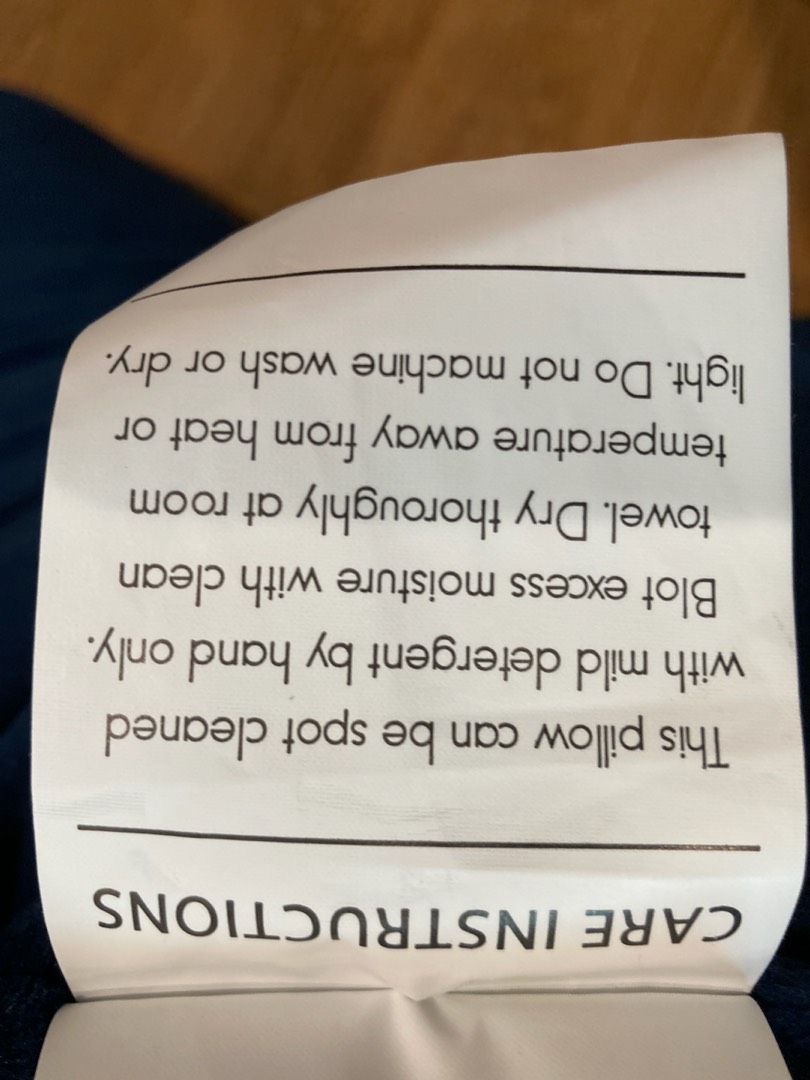 CARE INSTRUCTIONS
This pillow can be spot cleaned
with mild detergent by hand only.
Blot excess moisture with clean
towel. Dry thoroughly at room
temperature away from heat or
light. Do not machine wash or dry.